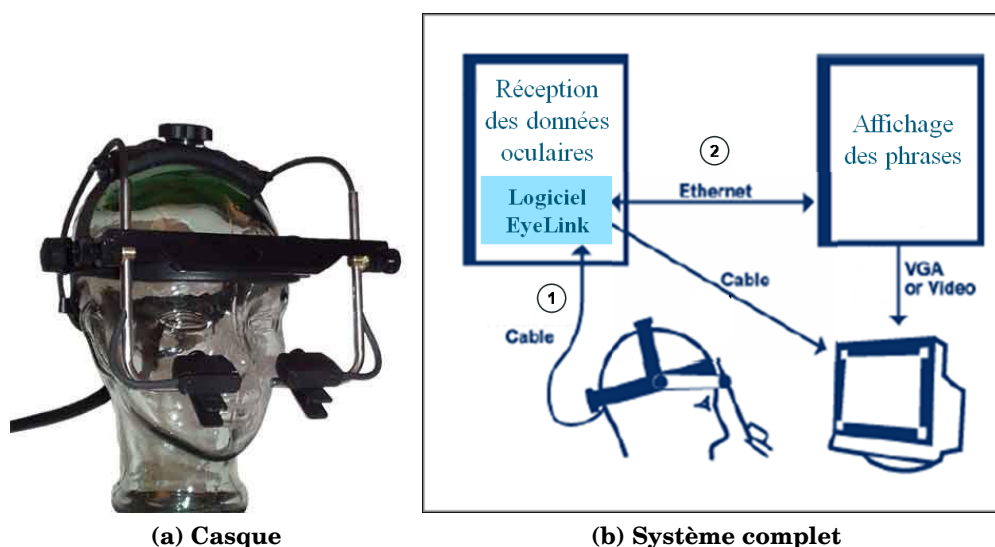 Réception
des données
oculaires
Logiciel
EyeLink
Affichage
des phrases
2
Ethernet
1
Cable
Cable
VGA
or Video
(a) Casque
(b) Système complet